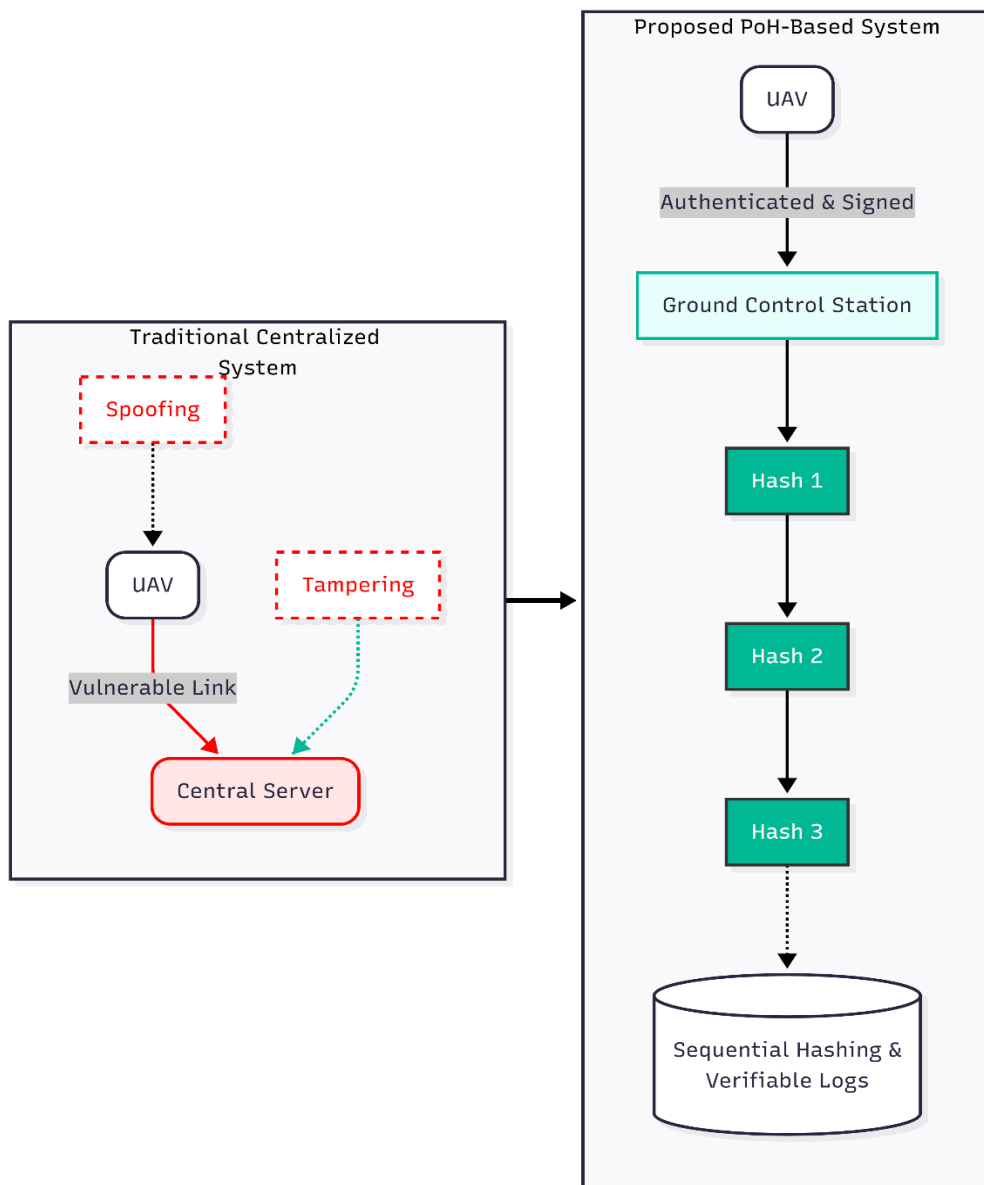 Traditional Centralized
System
Spoofing
UAV
Tampering
Vulnerable Link
Central Server
Proposed PoH-Based System
UAV
Authenticated & Signed
Ground Control Station
Hash 1
Hash 2
Hash 3
Sequential Hashing &
Verifiable Logs